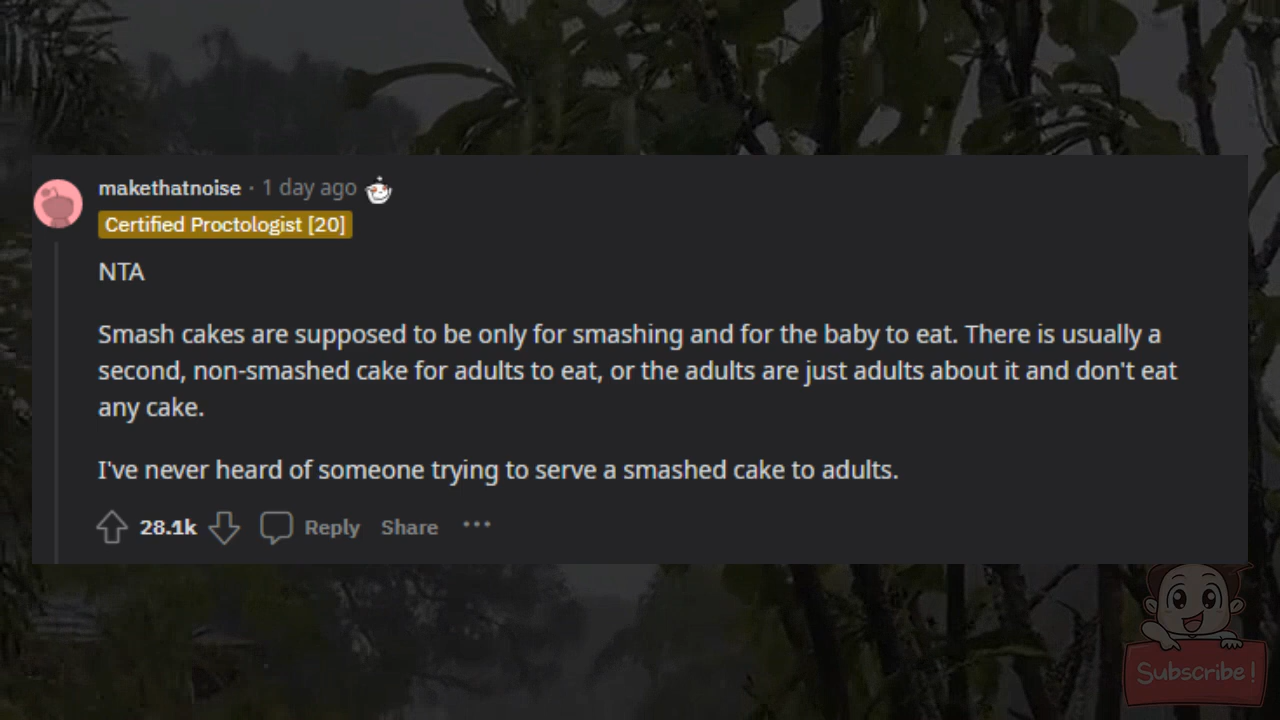 makethatnoise · 1 day ago
Certified Proctologist [20]
NTA
Smash cakes are supposed to be only for smashing and for the baby to eat. There is usually a
second, non-smashed cake for adults to eat, or the adults are just adults about it and don't eat
any cake.
I've never heard of someone trying to serve a smashed cake to adults.
28.1k Reply Share ···
Subscribe!